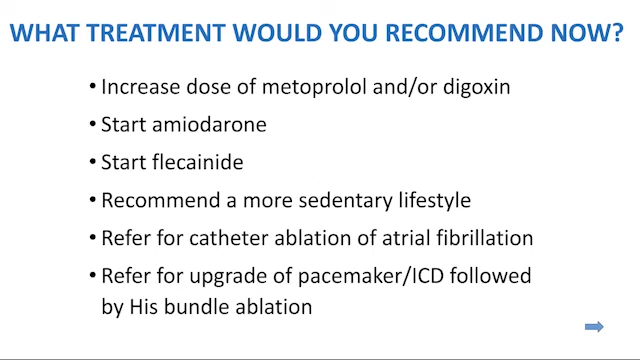 WHAT TREATMENT WOULD YOU RECOMMEND NOW?
• Increase dose of metoprolol and/or digoxin
• Start amiodarone
• Start flecainide
• Recommend a more sedentary lifestyle
• Refer for catheter ablation of atrial fibrillation
• Refer for upgrade of pacemaker/ICD followed
by His bundle ablation